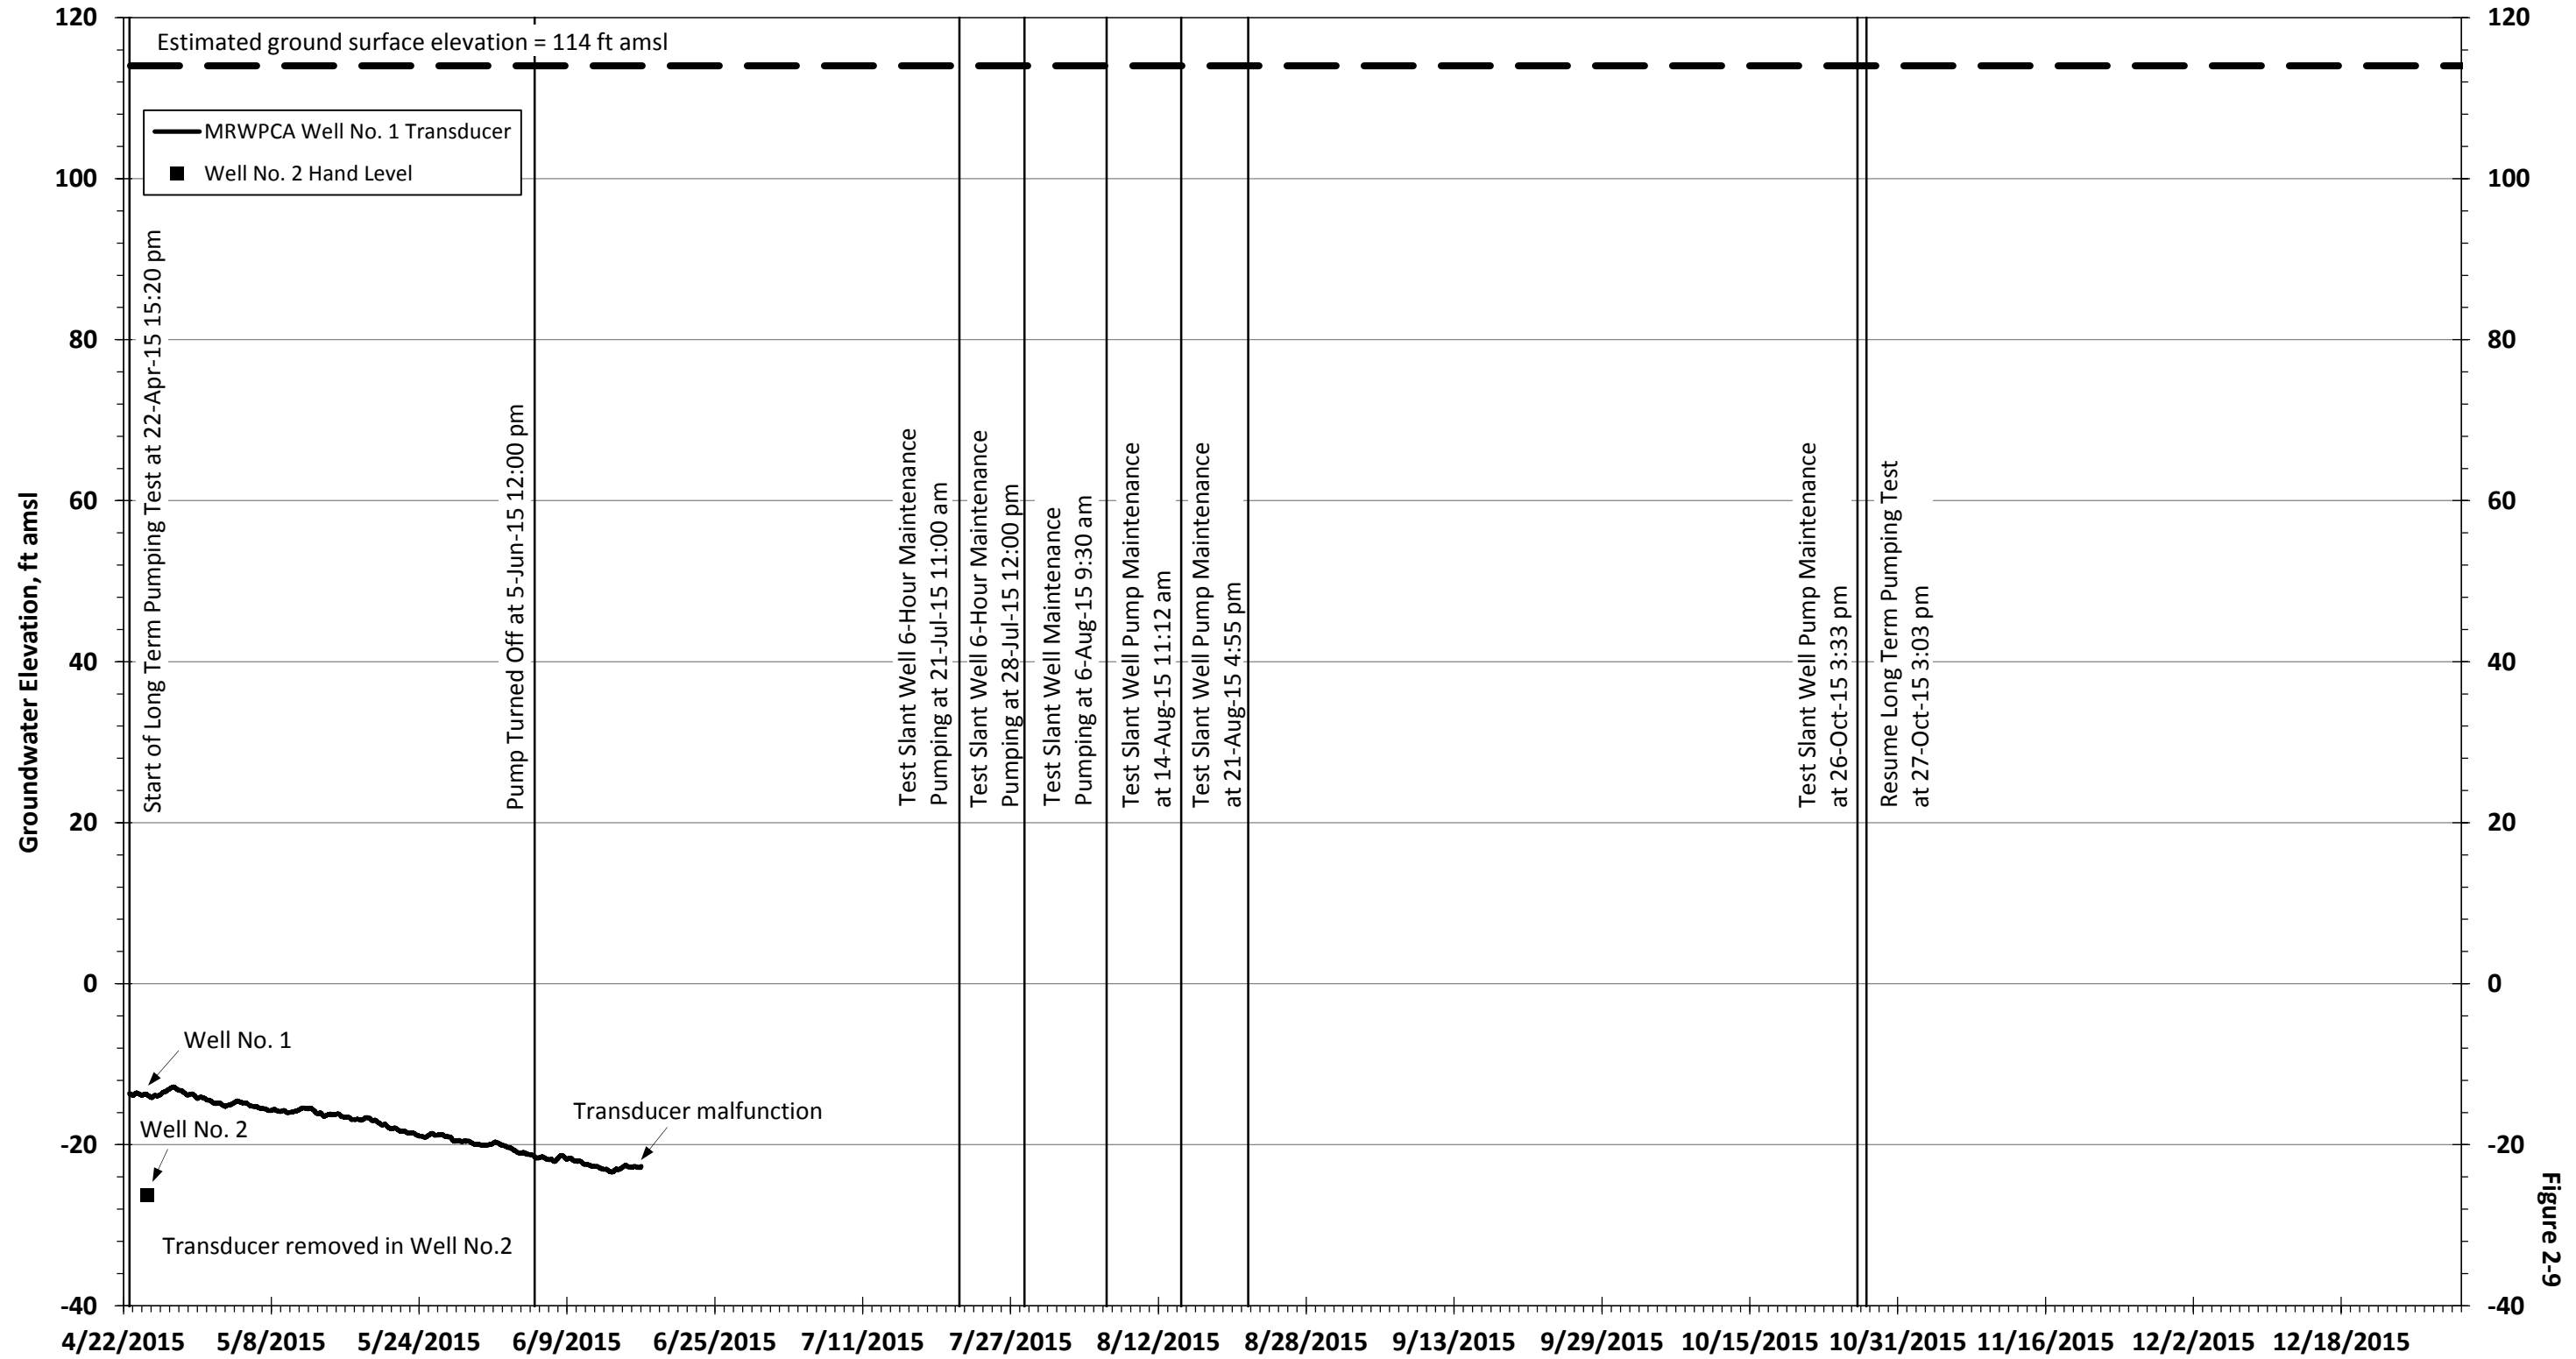 Estimated ground surface elevation = 114 ft amsl
MRWPCA Well No. 1 Transducer
Well No. 2 Hand Level
Groundwater Elevation, ft amsl
120
100
80
60
40
20
0
-20
-40
Start of Long Term Pumping Test at 22-Apr-15 15:20 pm
Pump Turned Off at 5-Jun-15 12:00 pm
Test Slant Well 6-Hour Maintenance
Pumping at 21-Jul-15 11:00 am
Test Slant Well 6-Hour Maintenance
Pumping at 28-Jul-15 12:00 pm
Test Slant Well Maintenance
Pumping at 6-Aug-15 9:30 am
Test Slant Well Pump Maintenance
at 14-Aug-15 11:12 am
Test Slant Well Pump Maintenance
at 21-Aug-15 4:55 pm
Test Slant Well Pump Maintenance
at 26-Oct-15 3:33 pm
Resume Long Term Pumping Test
at 27-Oct-15 3:03 pm
Well No. 1
Well No. 2
Transducer malfunction
Transducer removed in Well No.2
120
100
80
60
40
20
0
-20
-40
4/22/2015 5/8/2015 5/24/2015 6/9/2015 6/25/2015 7/11/2015 7/27/2015 8/12/2015 8/28/2015 9/13/2015 9/29/2015 10/15/2015 10/31/2015 11/16/2015 12/2/2015 12/18/2015
Figure 2-9